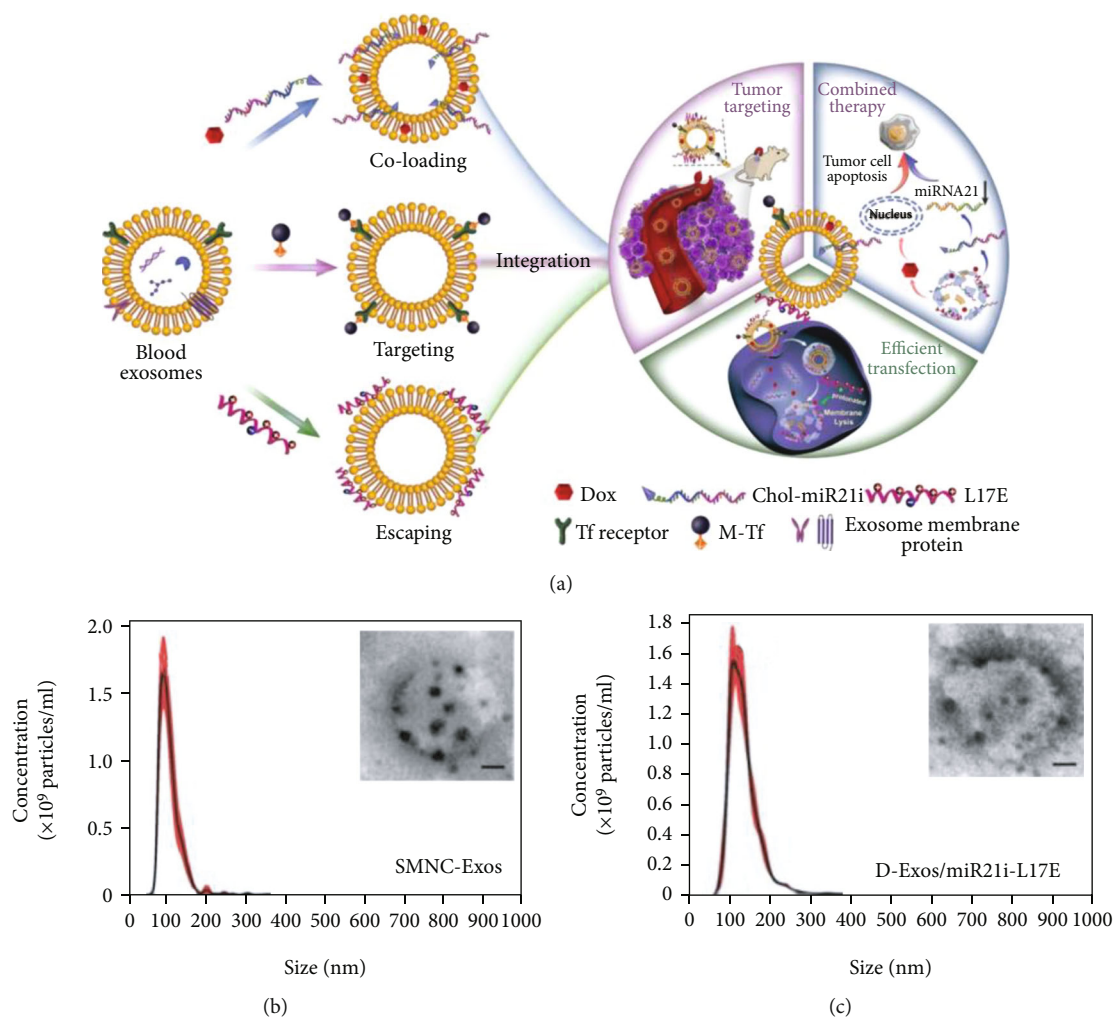 Co-loading
Blood
exosomes
Targeting
Integration
Escaping
Tumor
targeting
Combined
therapy
Tumor cell
apoptosis
miRNA21
Nucleus
Efficient
transfection
protonated
Membrane
Lysis
Dox
Chol-miR21i
L17E
Tf receptor
M-Tf
Exosome membrane
protein
(a)
Concentration
(×10⁹ particles/ml)
2.0
1.5
1.0
0.5
0
SMNC-Exos
0 100 200 300 400 500 600 700 800 900 1000
Size (nm)
(b)
Concentration
(×10⁹ particles/ml)
1.8
1.6
1.4
1.2
1.0
0.8
0.6
0.4
0.2
0
D-Exos/miR21i-L17E
0 100 200 300 400 500 600 700 800 900 1000
Size (nm)
(c)